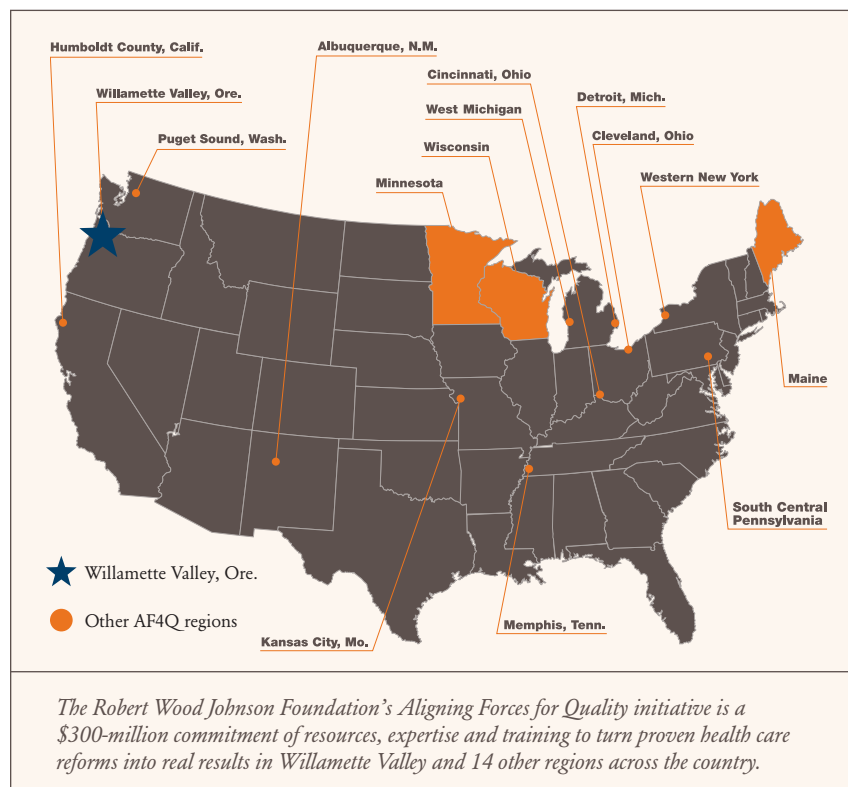 Humboldt County, Calif.
Albuquerque, N.M.
Cincinnati, Ohio
Willamette Valley, Ore.
Detroit, Mich.
West Michigan
Puget Sound, Wash.
Cleveland, Ohio
Wisconsin
Minnesota
Western New York
Maine
South Central
Pennsylvania
Willamette Valley, Ore.
Other AF4Q regions
Memphis, Tenn.
Kansas City, Mo.
The Robert Wood Johnson Foundation’s Aligning Forces for Quality initiative is a
$300-million commitment of resources, expertise and training to turn proven health care
reforms into real results in Willamette Valley and 14 other regions across the country.